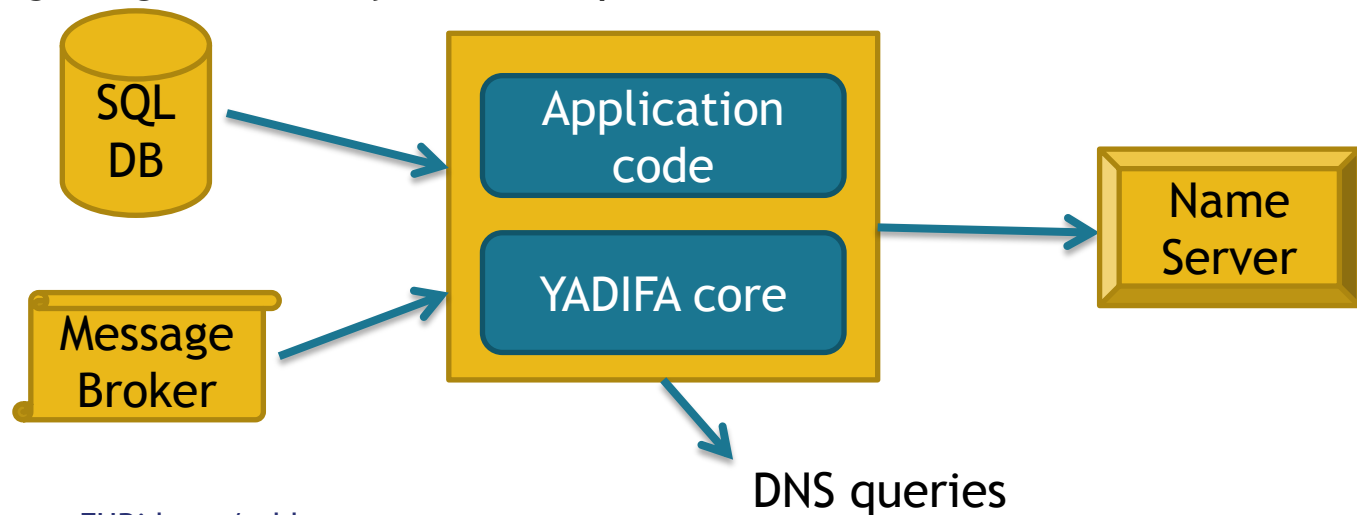 SQL
DB
Application
code
YADIFA core
Name
Server
Message
Broker
DNS queries